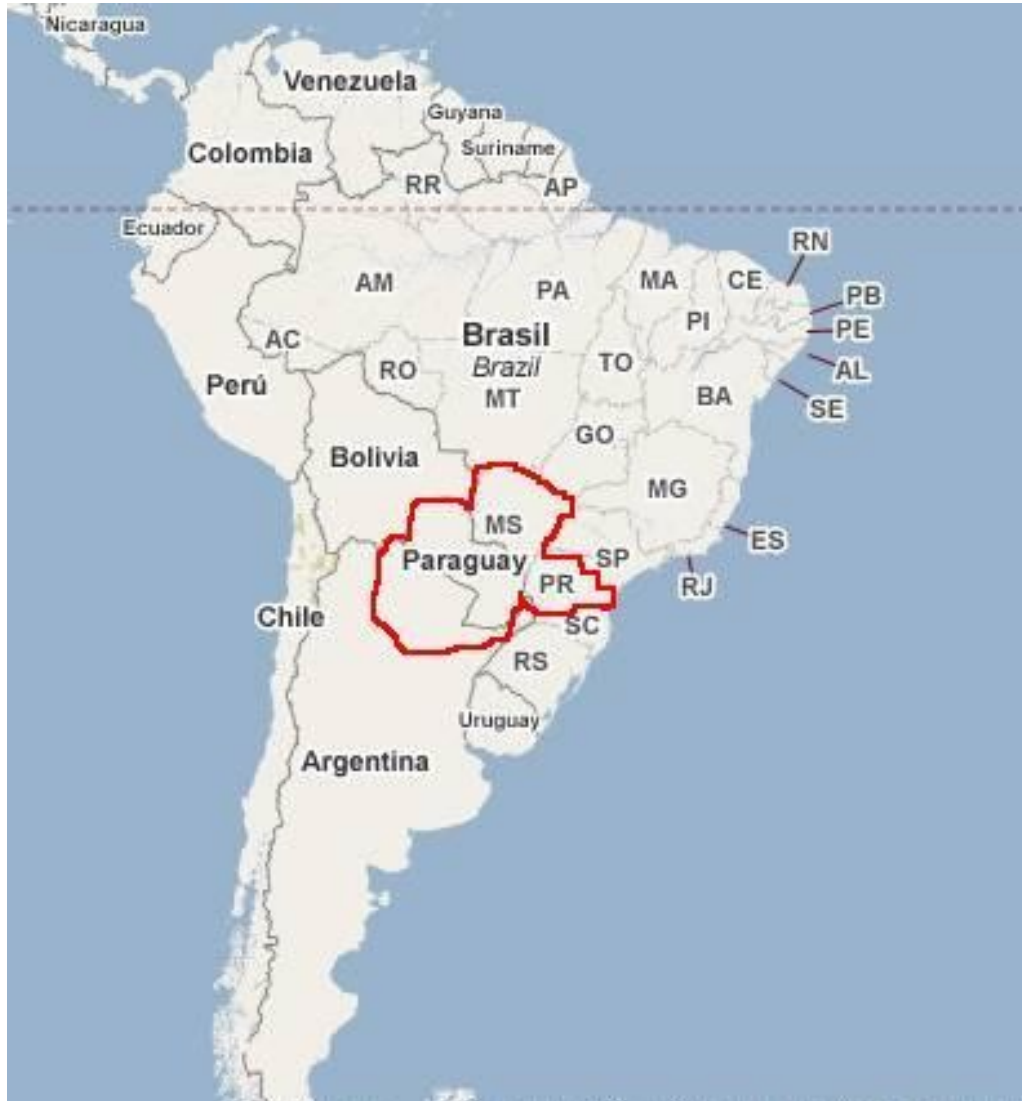 Nicaragua
Venezuela
Guyana
Colombia
Suriname
RR
AP
Ecuador
RN
AM
PA
MA
CE
PB
PI
PE
Brasil
Brazil
AC
RO
TO
AL
Perú
MT
BA
SE
GO
Bolivia
MG
MS
ES
Paraguay
SP
PR
RJ
Chile
SC
RS
Uruguay
Argentina